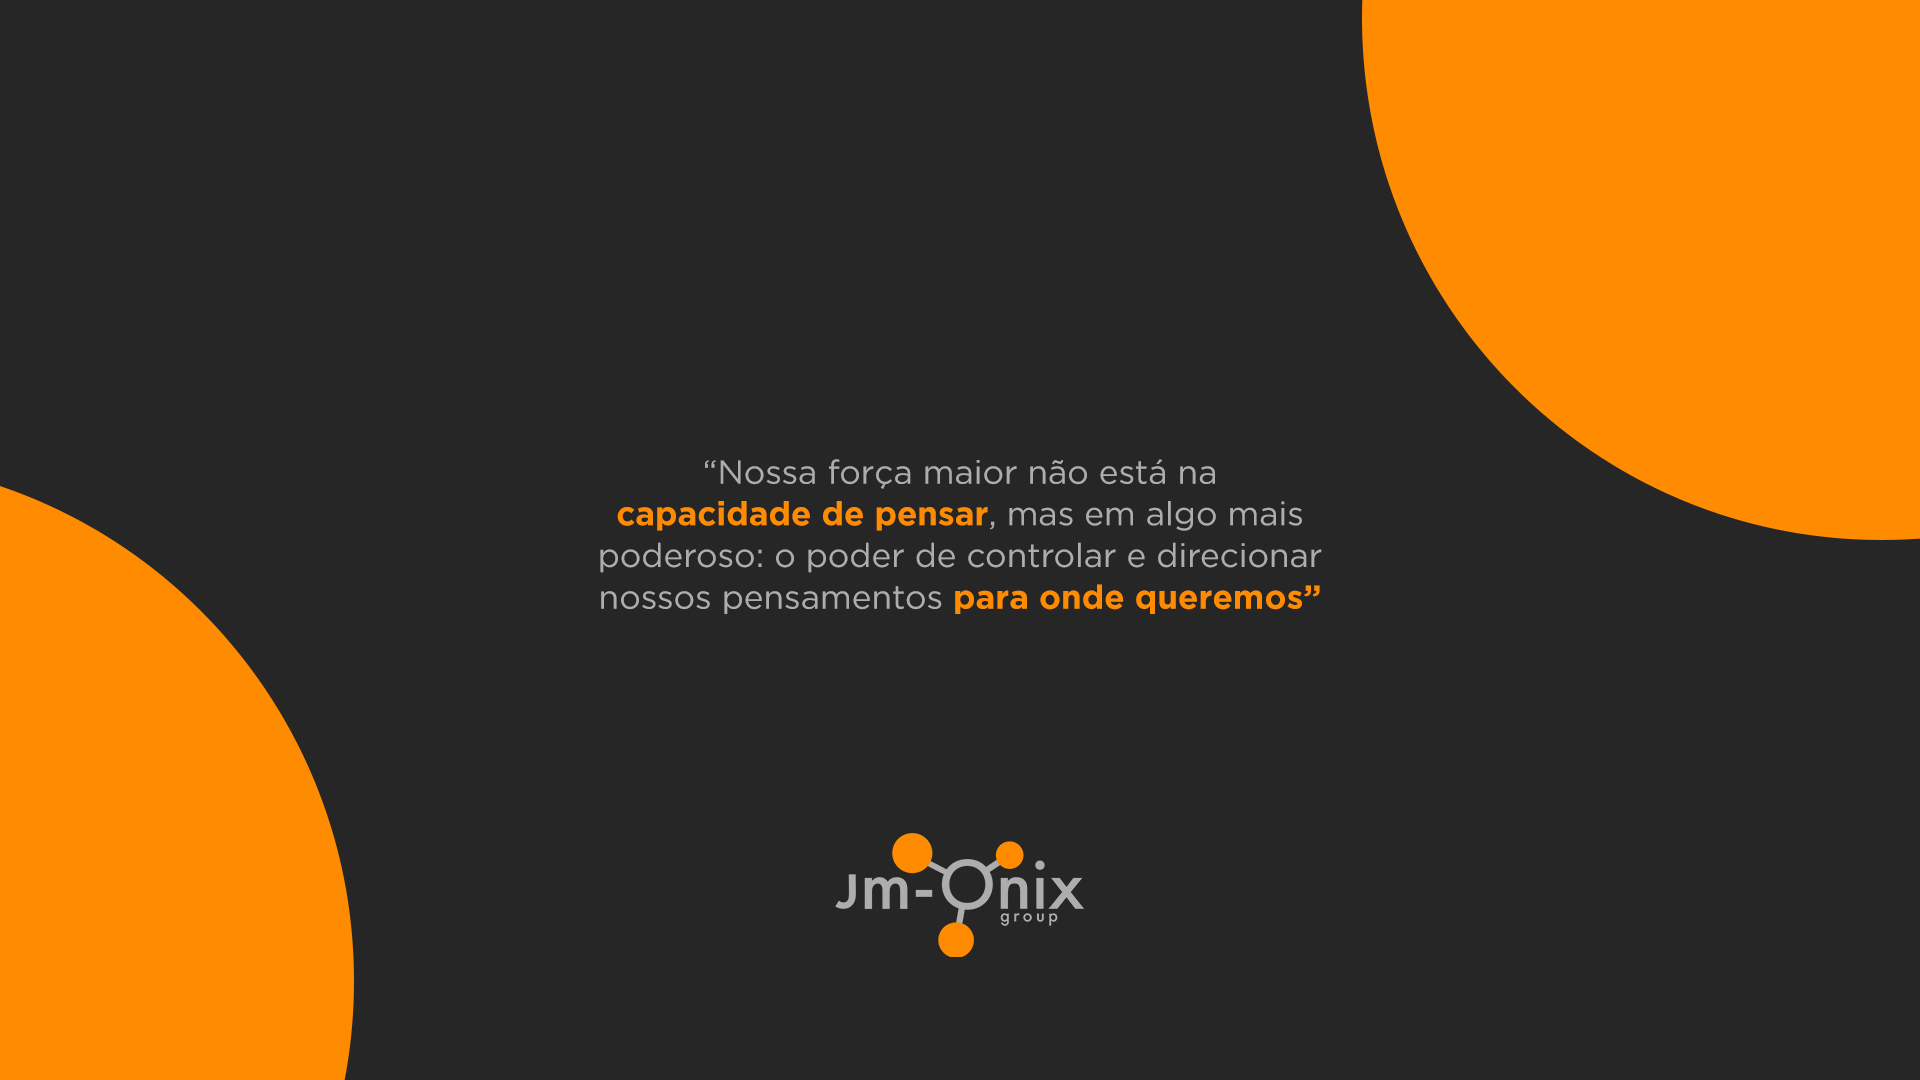 “Nossa força maior não está na
capacidade de pensar, mas em algo mais
poderoso: o poder de controlar e direcionar
nossos pensamentos para onde queremos”
Jm-Onix
group